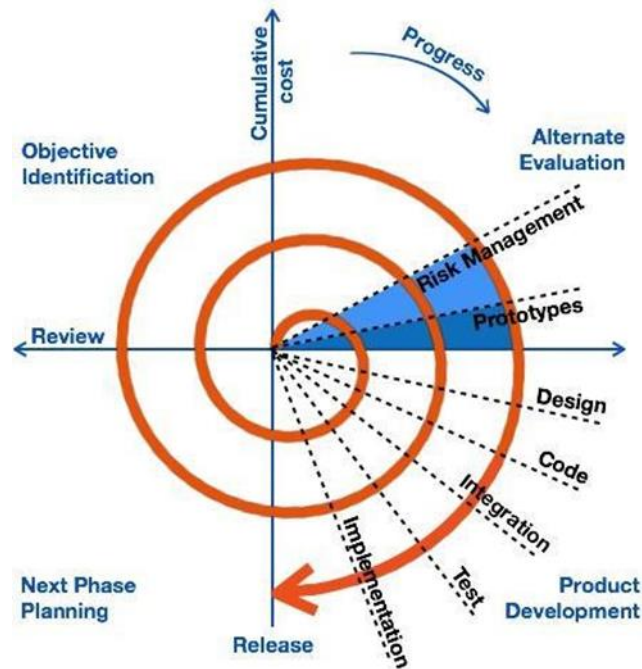 Cumulative
cost
Progress
Objective
Identification
Alternate
Evaluation
Risk Management
Prototypes
Review
Design
Code
Integration
Test
Implementation
Next Phase
Planning
Product
Development
Release